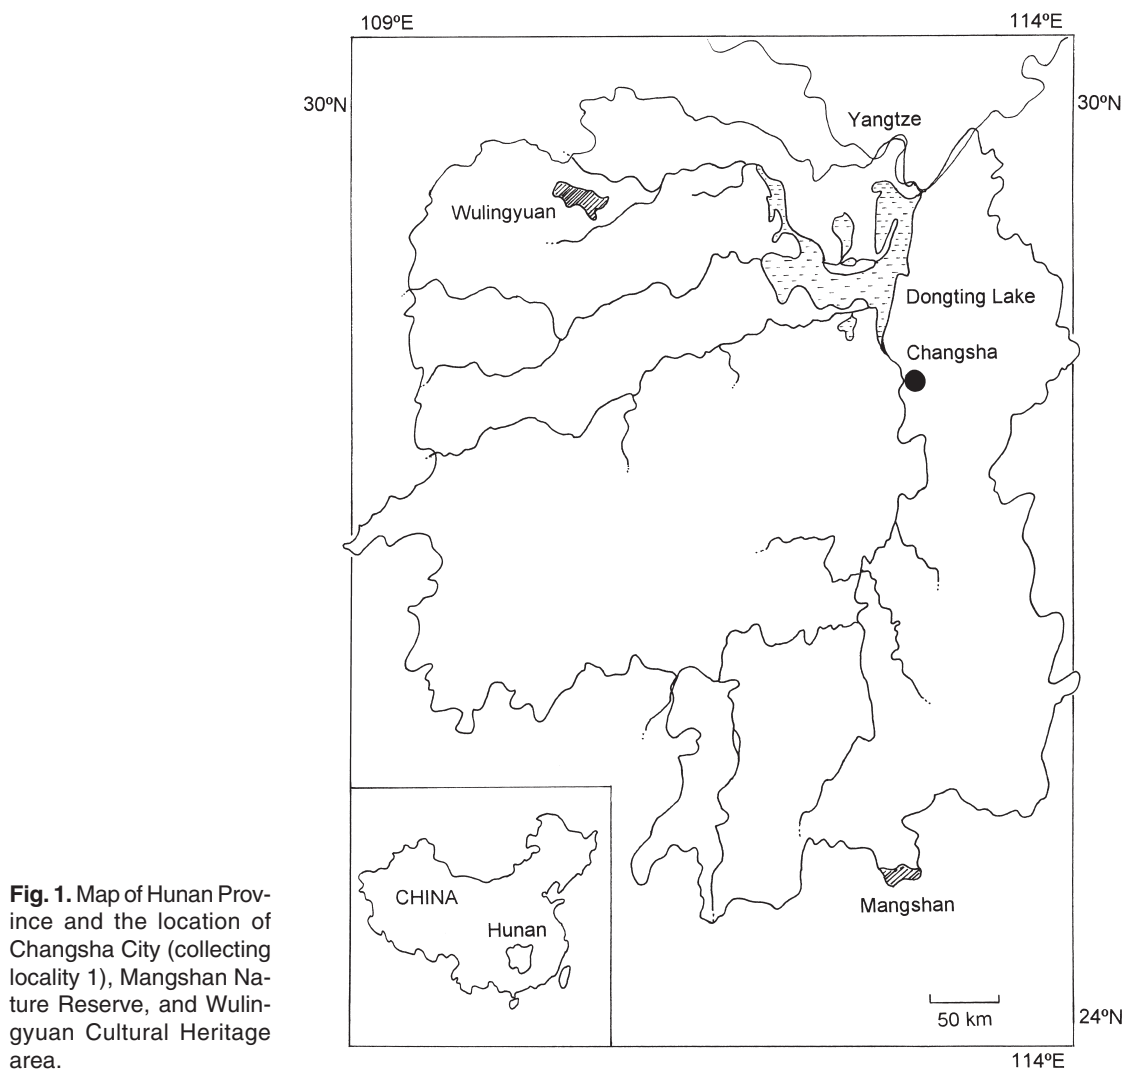 109ºE
114ºE
30ºN
30ºN
Yangtze
Wulingyuan
Dongting Lake
Changsha
CHINA
Hunan
Mangshan
50 km
24ºN
114ºE
Fig. 1. Map of Hunan Prov-
ince and the location of
Changsha City (collecting
locality 1), Mangshan Na-
ture Reserve, and Wulin-
gyuan Cultural Heritage
area.